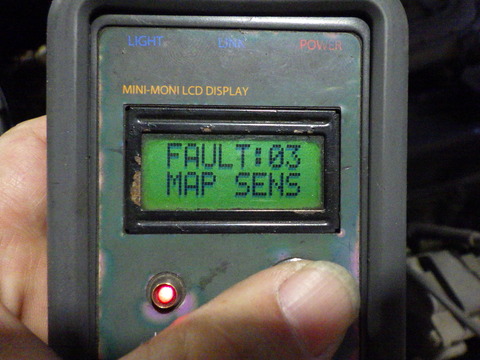 LIGHT LINK POWER
MINI-MONI LCD DISPLAY
FAULT:03
MAP SENS